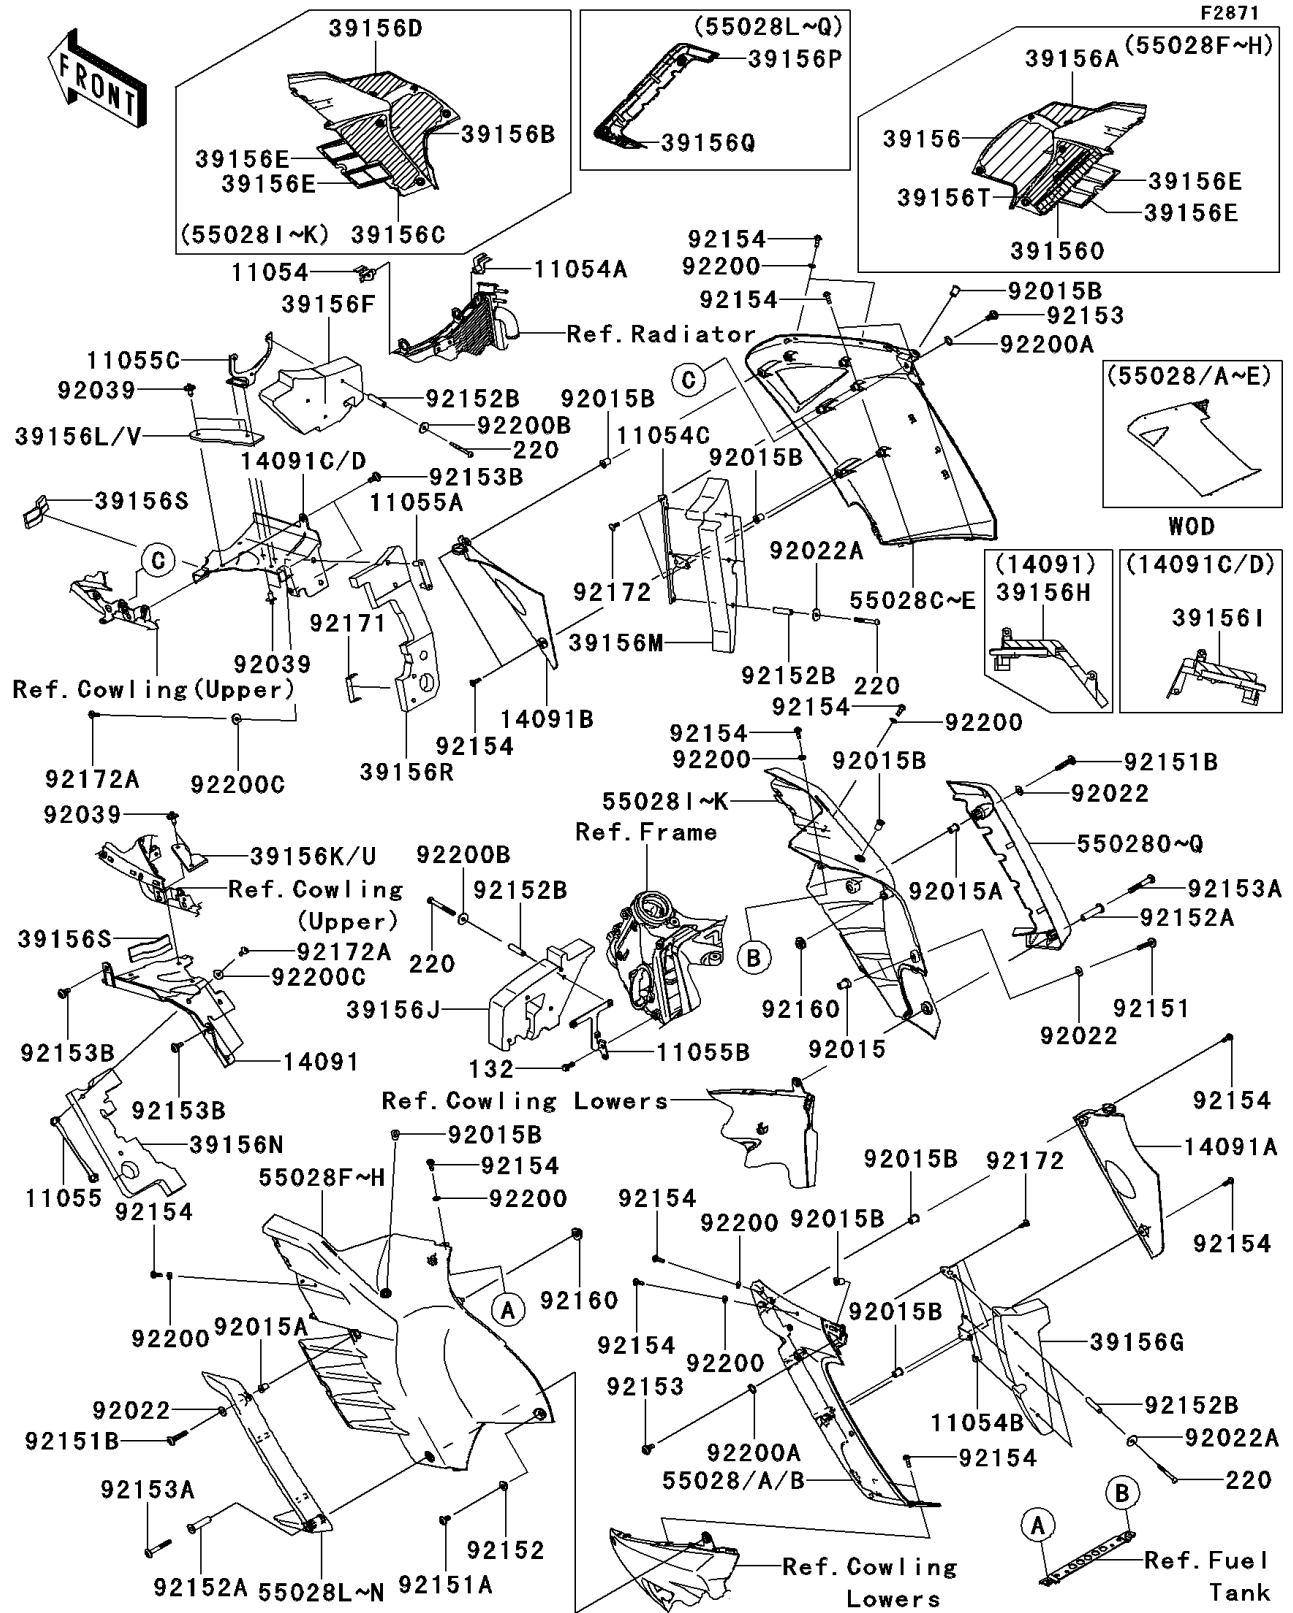 F2871
FRONT
39156D
(55028L~Q)
39156P
(55028F~H)
39156A
39156B
39156
39156E
39156E
39156Q
39156T
39156E
39156E
(55028I~K)
39156C
39156O
92154
92200
11054
11054A
39156F
92154
92015B
92153
92200A
Ref.Radiator
11055C
92039
(55028/A~E)
C
92152B
92015B
92200B
220
39156L/V
11054C
14091C/D
92015B
92153B
39156S
11055A
WOD
C
92022A
(14091)
39156H
(14091C/D)
39156I
92172
55028C~E
92171
39156M
92039
Ref.Cowling(Upper)
92152B
220
92154
92154
14091B
92154
39156R
92200
92172A
92200C
92200
92015B
92151B
92039
55028I~K
92022
Ref.Frame
39156K/U
92200B
55028O~Q
Ref.Cowling
(Upper)
92152B
92015A
92153A
92152A
39156S
92172A
220
B
92200C
39156J
92160
92151
92153B
14091
132
11055B
92015
92022
92153B
Ref.Cowling Lowers
92154
39156N
92015B
14091A
92154
92015B
92172
55028F~H
11055
92154
92200
92154
92200
92015B
92154
A
92160
92015B
92200
92015A
92154
92200
39156G
92153
92022
92152B
11054B
92151B
92200A
92154
92022A
92153A
55028/A/B
220
B
A
92152
Ref.Cowling
Lowers
Ref.Fuel
Tank
92152A
55028L~N
92151A